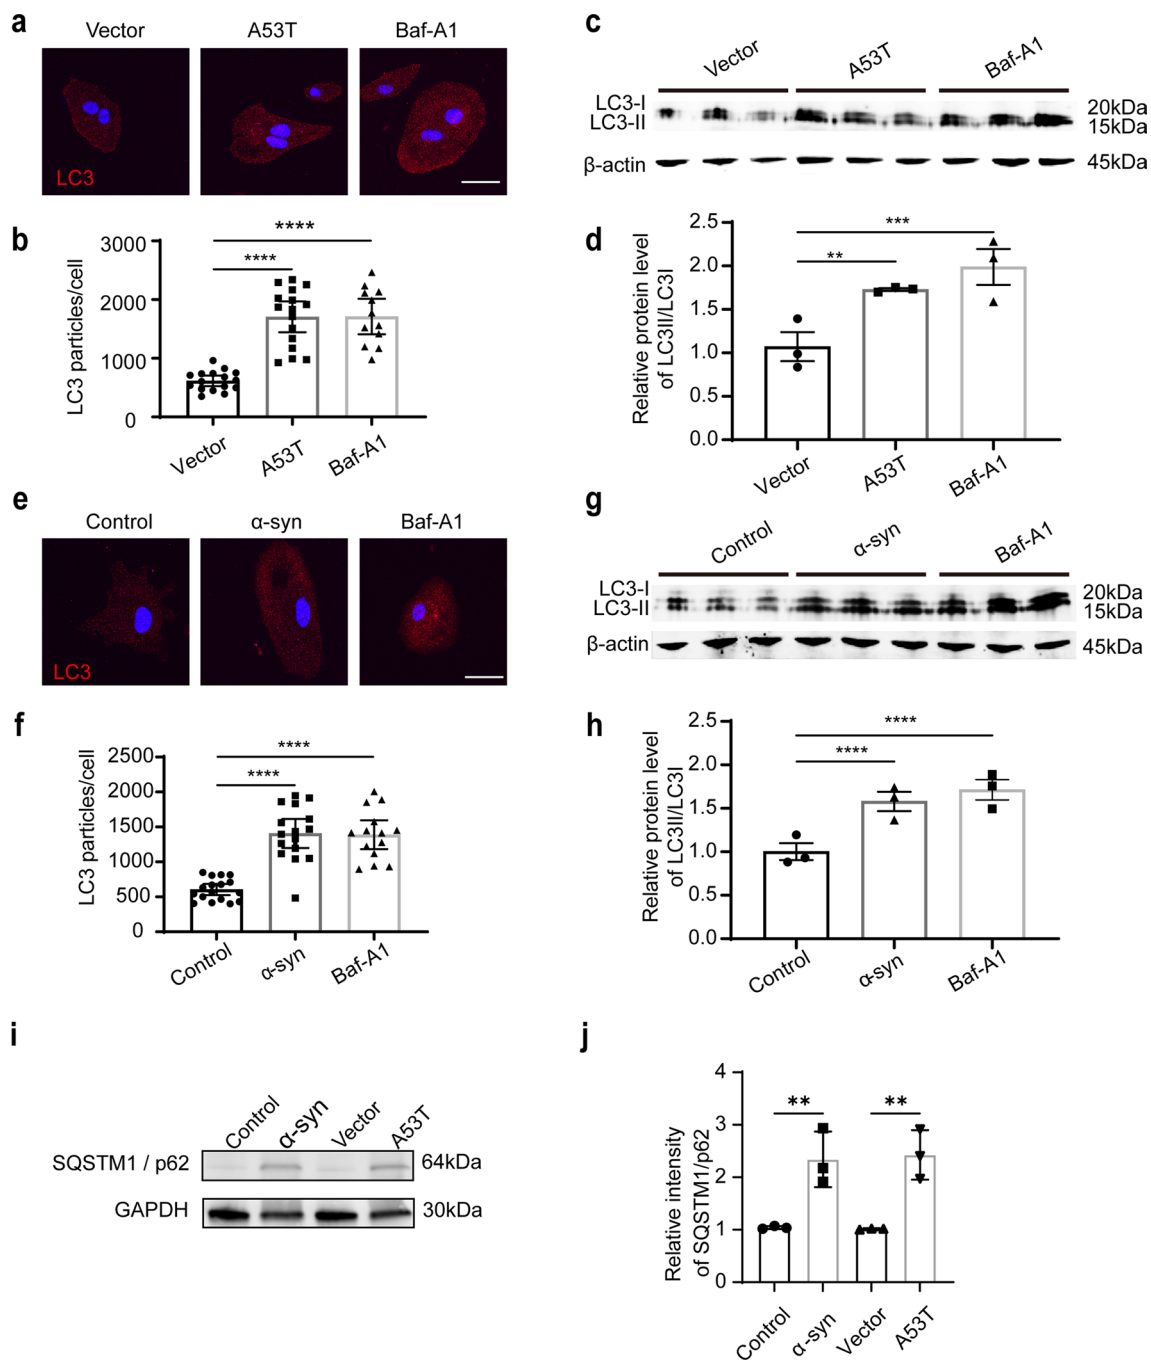 a
Vector A53T Baf-A1
LC3
b
LC3 particles/cell
3000
2000
1000
0
****
****
Vector A53T Baf-A1
c
Vector A53T Baf-A1
LC3-I
LC3-II
β-actin
20kDa
15kDa
45kDa
d
Relative protein level
of LC3II/LC3I
2.5
2.0
1.5
1.0
0.5
0.0
***
**
Vector A53T Baf-A1
e
Control α-syn Baf-A1
LC3
f
LC3 particles/cell
2500
2000
1500
1000
500
0
****
****
Control α-syn Baf-A1
g
Control α-syn Baf-A1
LC3-I
LC3-II
β-actin
20kDa
15kDa
45kDa
h
Relative protein level
of LC3II/LC3I
2.5
2.0
1.5
1.0
0.5
0.0
****
****
Control α-syn Baf-A1
i
Control α-syn Vector A53T
SQSTM1 / p62 64kDa
GAPDH 30kDa
j
Relative intensity
of SQSTM1/p62
4
3
2
1
0
** **
Control α-syn Vector A53T